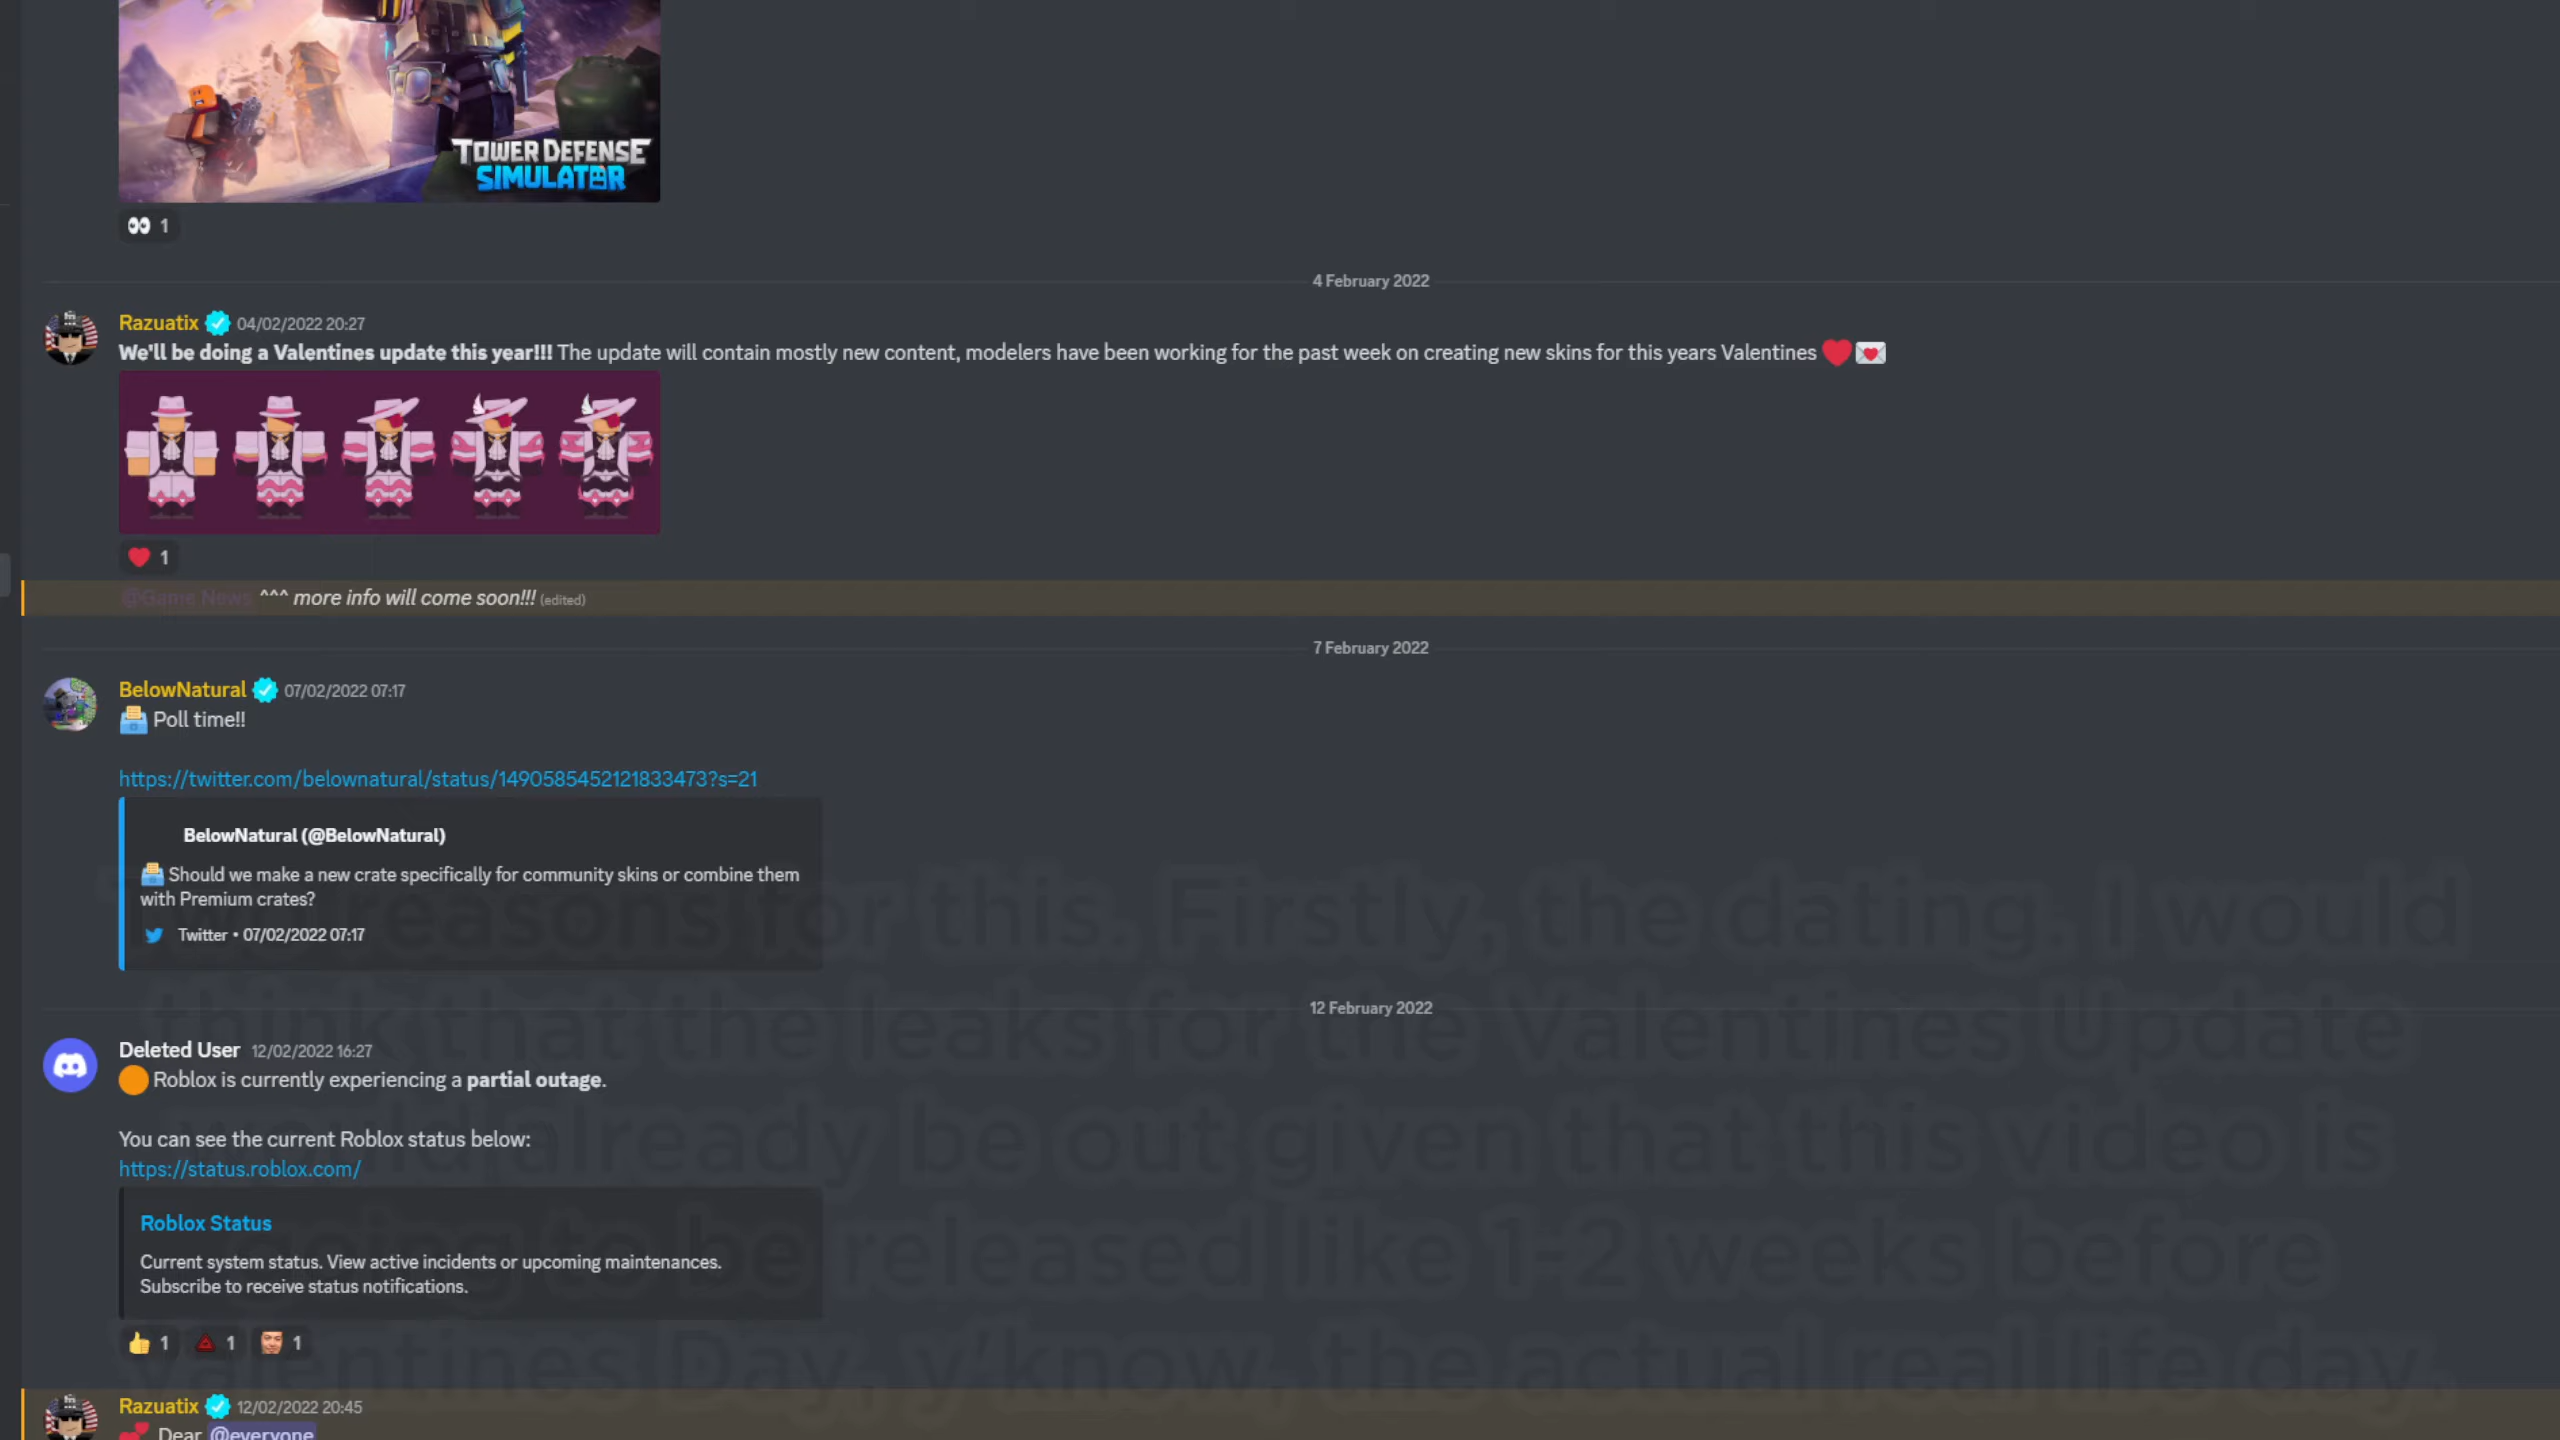 TOWER DEFENSE
SIMULATOR
1
4 February 2022
Razuatix 04/02/2022 20:27
We'll be doing a Valentines update this year!!! The update will contain mostly new content, modelers have been working for the past week on creating new skins for this years Valentines
1
@Game News ^^^ more info will come soon!!! (edited)
7 February 2022
BelowNatural 07/02/2022 07:17
Poll time!!
https://twitter.com/belownatural/status/1490585452121833473?s=21
BelowNatural (@BelowNatural)
Should we make a new crate specifically for community skins or combine them
with Premium crates?
Twitter • 07/02/2022 07:17
12 February 2022
Deleted User 12/02/2022 16:27
Roblox is currently experiencing a partial outage.
You can see the current Roblox status below:
https://status.roblox.com/
Roblox Status
Current system status. View active incidents or upcoming maintenances.
Subscribe to receive status notifications.
1 1 1
Razuatix 12/02/2022 20:45
Dear @everyone
reasons for this. Firstly, the dating. I would
think that the leaks for the Valentines Update
would already be out given that this video is
going to be released like 1-2 weeks before
Valentines Day, y'know, the actual real life day.